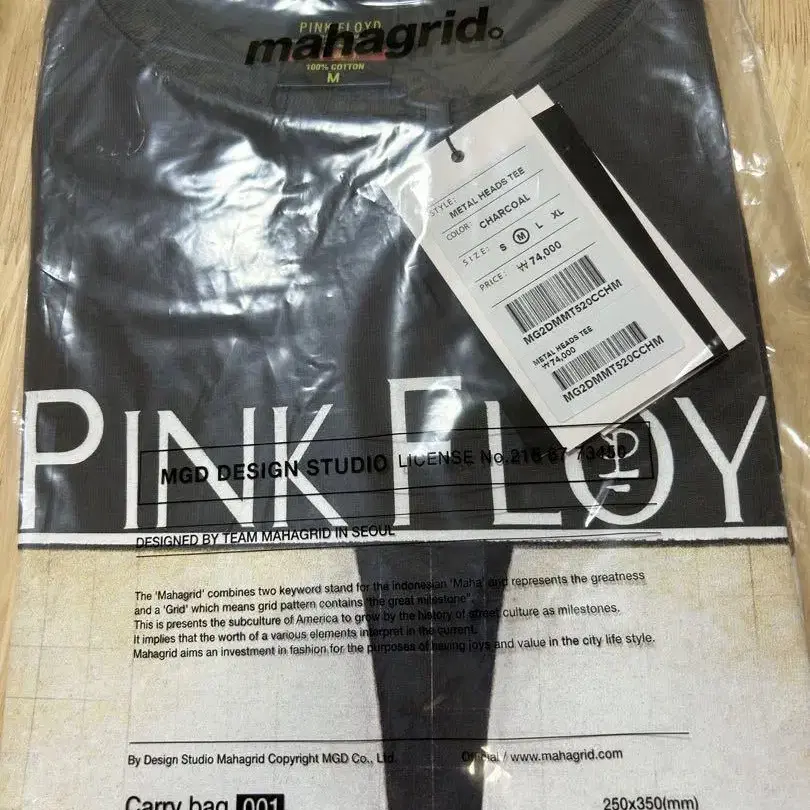 PINK FLOYD
mahagrid.
100% COTTON
M
STYLE: METAL HEADS TEE
COLOR: CHARCOAL
SIZE: S M L XL
PRICE: ₩74,000
MG2DMMT520CCHM
METAL HEADS TEE
₩74,000
MG2DMMT520CCHM
PINK FLOY
MGD DESIGN STUDIO LICENSE No.216 87 73456
DESIGNED BY TEAM MAHAGRID IN SEOUL
The 'Mahagrid' combines two keyword stand for the indonesian 'Maha' and represents the greatness
and a 'Grid' which means grid pattern contains "the great milestone".
This is presents the subculture of America to grow by the history of street culture as milestones.
It implies that the worth of a various elements interpret in the current.
Mahagrid aims an investment in fashion for the purposes of having joys and value in the city life style.
By Design Studio Mahagrid Copyright MGD Co., Ltd.
Official / www.mahagrid.com
Carry bag 001
250x350(mm)